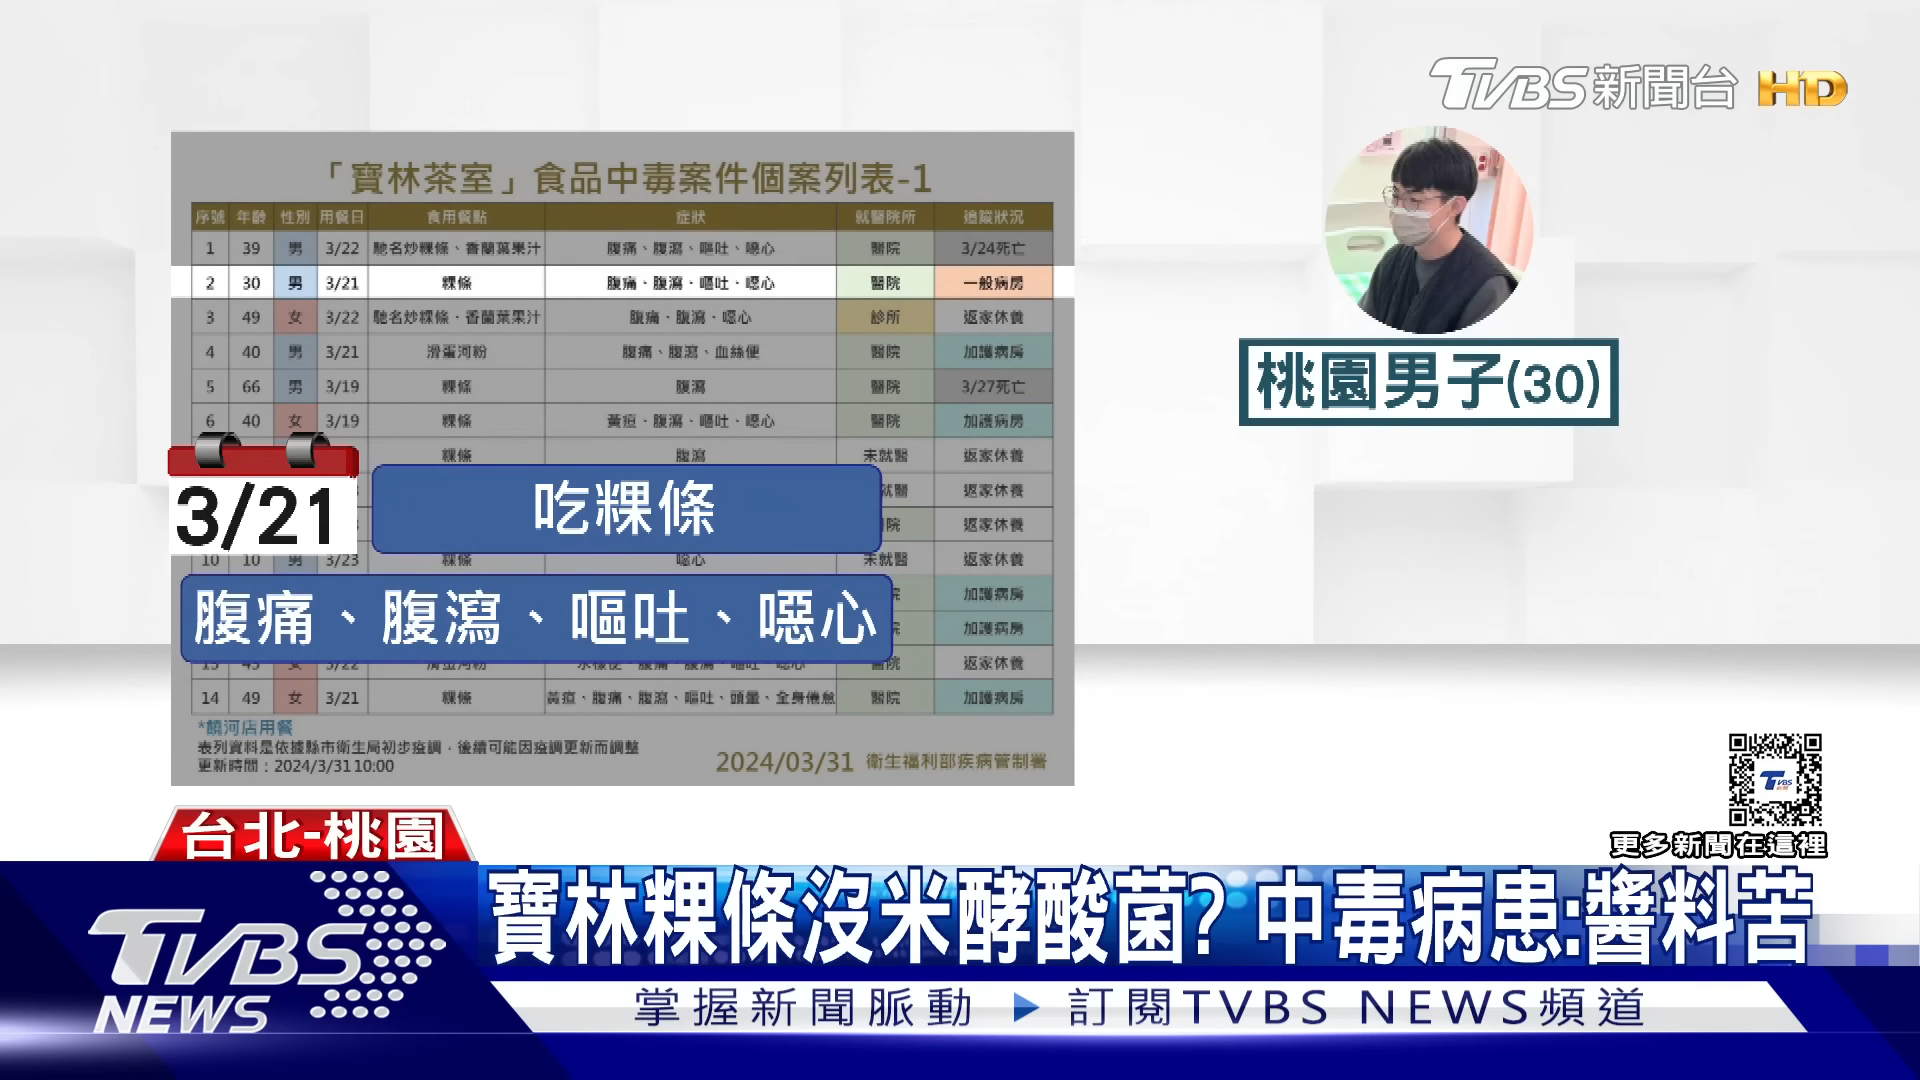 TVBS新聞台 HD
「寶林茶室」食品中毒案件個案列表-1
序號 年齡 性別 用餐日 食用餐點 症狀 就醫院所 追蹤狀況
1 39 男 3/22 馳名炒粿條、香蘭葉果汁 腹痛、腹瀉、嘔吐、噁心 醫院 3/24死亡
2 30 男 3/21 粿條 腹痛、腹瀉、嘔吐、噁心 醫院 一般病房
3 49 女 3/22 馳名炒粿條、香蘭葉果汁 腹痛、腹瀉、噁心 診所 返家休養
4 40 男 3/21 滑蛋河粉 腹痛、腹瀉、血絲便 醫院 加護病房
5 66 男 3/19 粿條 腹瀉 醫院 3/27死亡
6 40 女 3/19 粿條 黃疸、腹瀉、嘔吐、噁心 醫院 加護病房
粿條 腹瀉 未就醫 返家休養
就醫 返家休養
院 返家休養
10 10 男 3/23 粿條 噁心 未就醫 返家休養
加護病房
加護病房
醫院 返家休養
14 49 女 3/21 粿條 黃疸、腹痛、腹瀉、嘔吐、頭暈、全身倦怠 醫院 加護病房
*饒河店用餐
表列資料是依據縣市衛生局初步疫調，後續可能因疫調更新而調整
更新時間：2024/3/31 10:00
2024/03/31 衛生福利部疾病管制署
3/21
吃粿條
腹痛、腹瀉、嘔吐、噁心
桃園男子(30)
TVBS
更多新聞在這裡
台北-桃園
寶林粿條沒米酵酸菌? 中毒病患:醬料苦
TVBS NEWS
掌握新聞脈動 ▶ 訂閱TVBS NEWS頻道